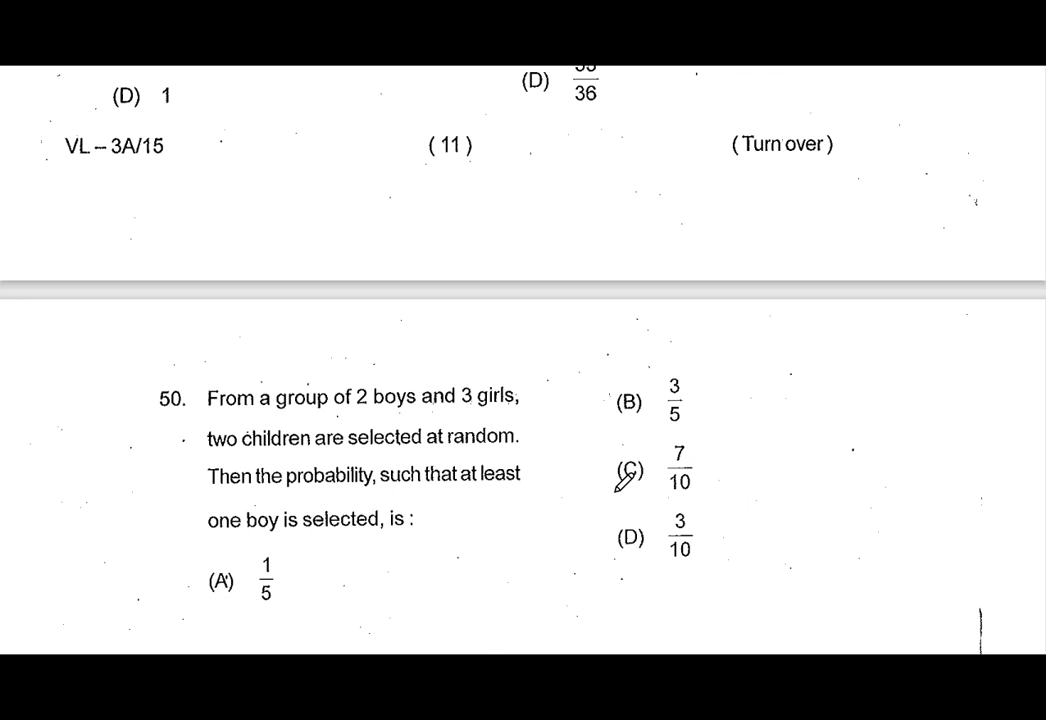 (D) 36
(D) 1
VL – 3A/15 ( 11 ) (Turn over)
50. From a group of 2 boys and 3 girls,
two children are selected at random.
Then the probability, such that at least
one boy is selected, is :
(A) 1/5
(B) 3/5
(C) 7/10
(D) 3/10